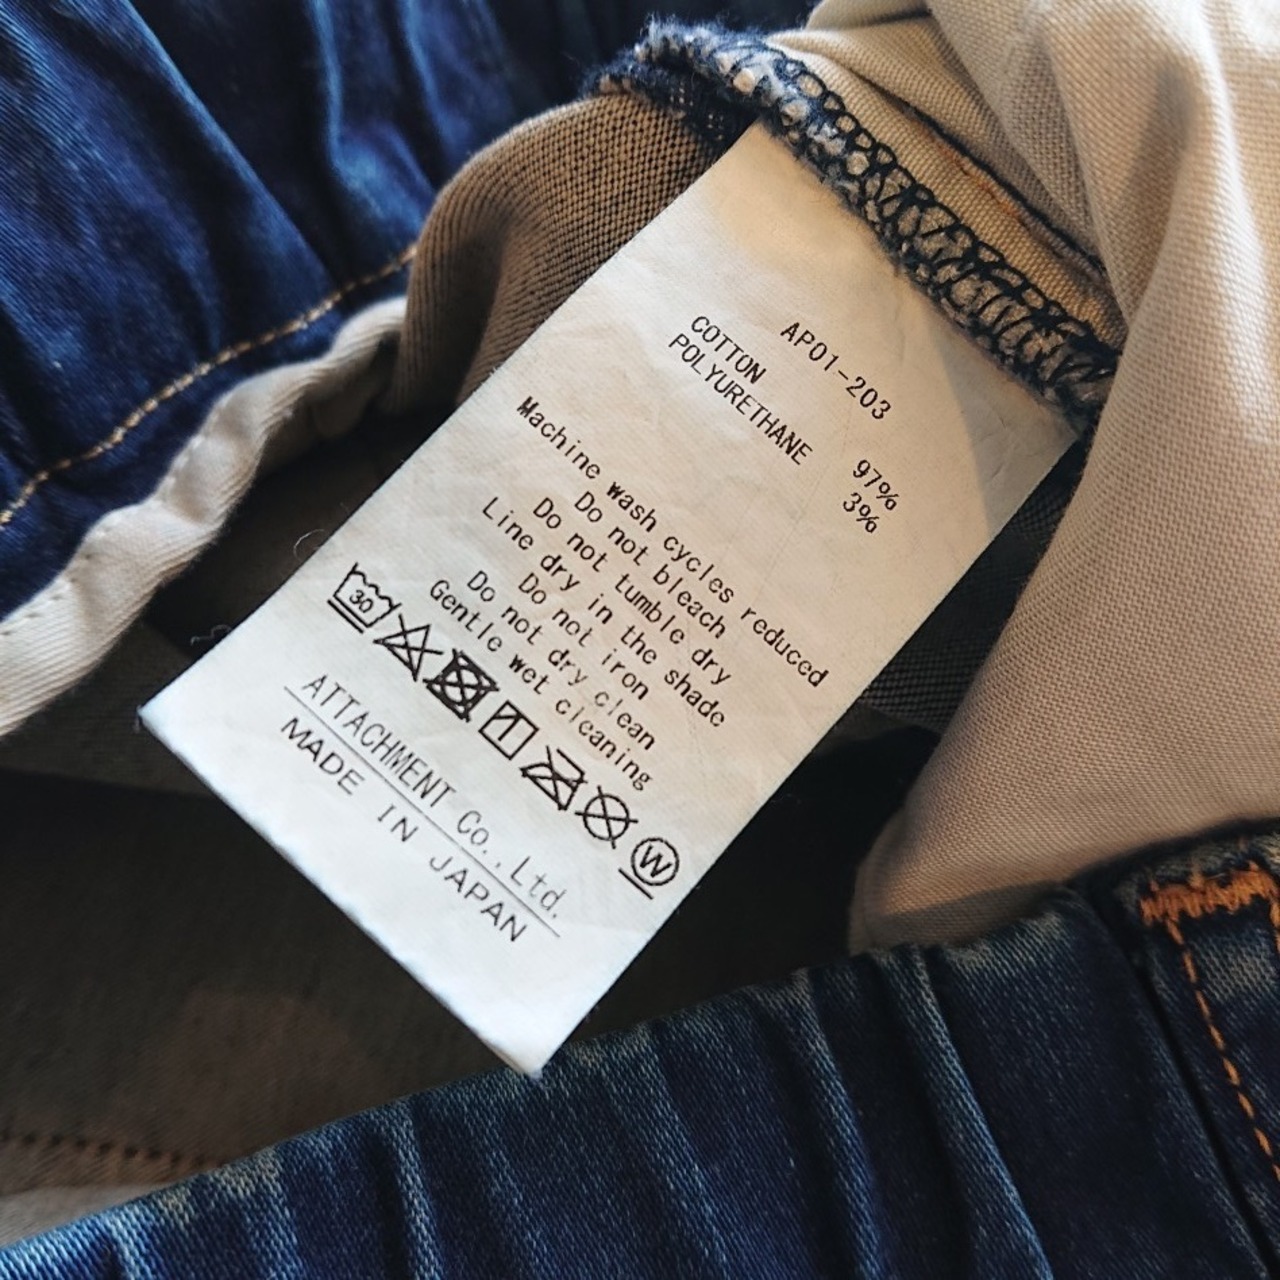 AP01-203
COTTON 97%
POLYURETHANE 3%
Machine wash cycles reduced
Do not bleach
Do not tumble dry
Line dry in the shade
Do not iron
Do not dry clean
Gentle wet cleaning
30 W
ATTACHMENT Co.,Ltd.
MADE IN JAPAN